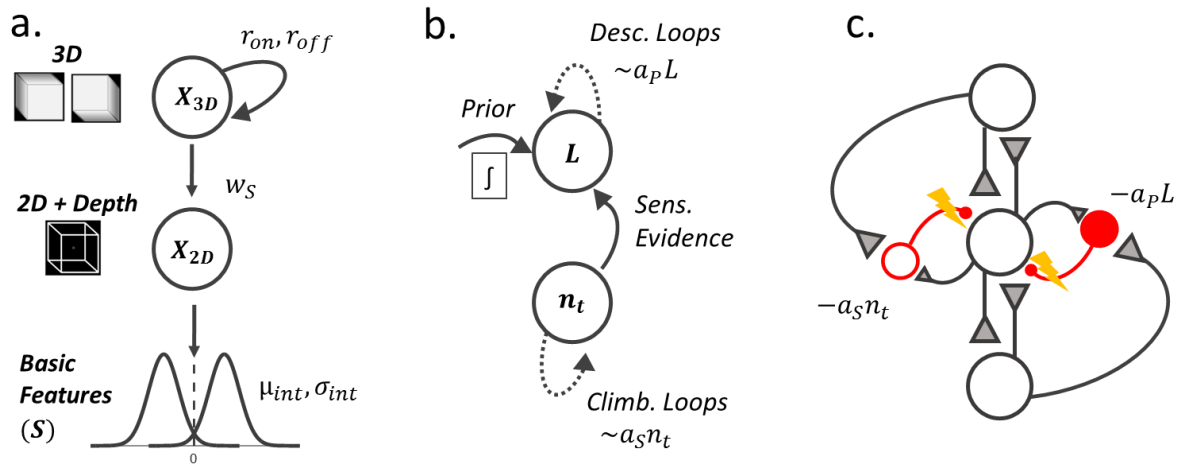 a.
3D
r_on, r_off
X_3D
w_S
2D + Depth
X_2D
Basic
Features
(S)
μ_int, σ_int
0
b.
Desc. Loops
~a_P L
Prior
∫
L
Sens.
Evidence
n_t
Climb. Loops
~a_S n_t
c.
−a_P L
−a_S n_t